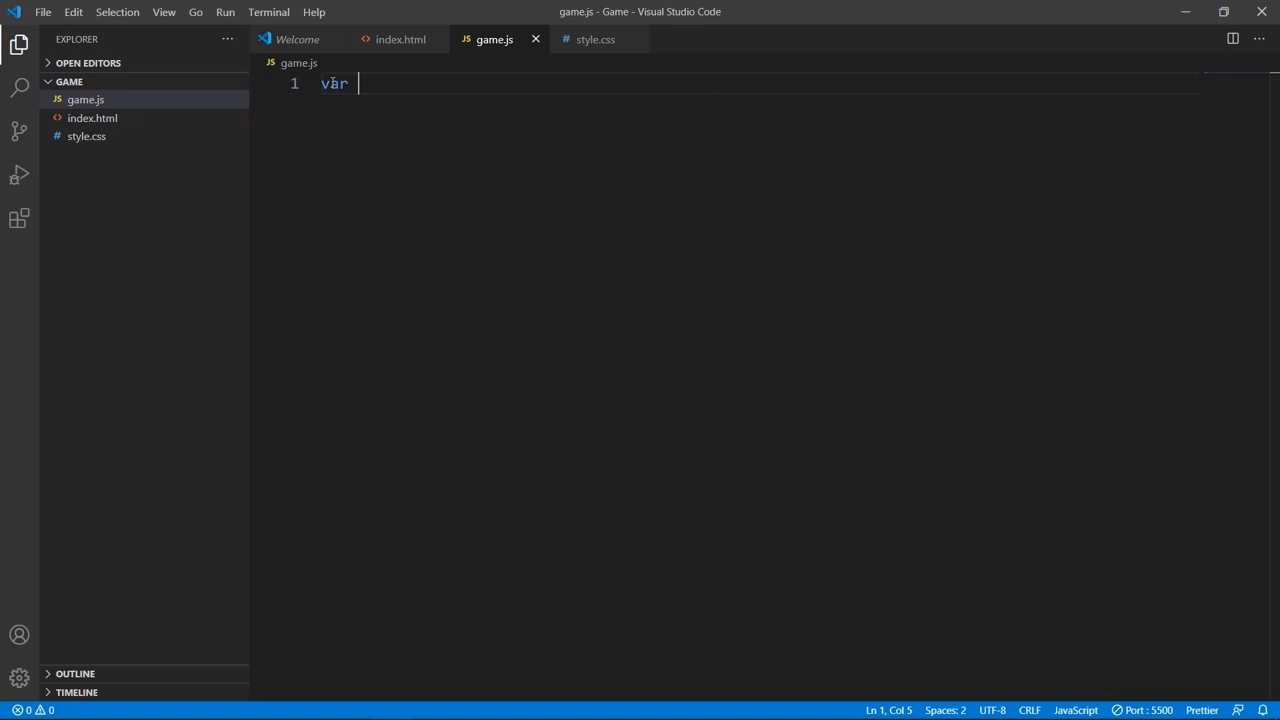 File Edit Selection View Go Run Terminal Help game.js - Game - Visual Studio Code
EXPLORER ···
Welcome index.html game.js style.css
OPEN EDITORS
GAME
game.js
index.html
style.css
game.js
1 var
OUTLINE
TIMELINE
0 0 Ln 1, Col 5 Spaces: 2 UTF-8 CRLF JavaScript Port : 5500 Prettier